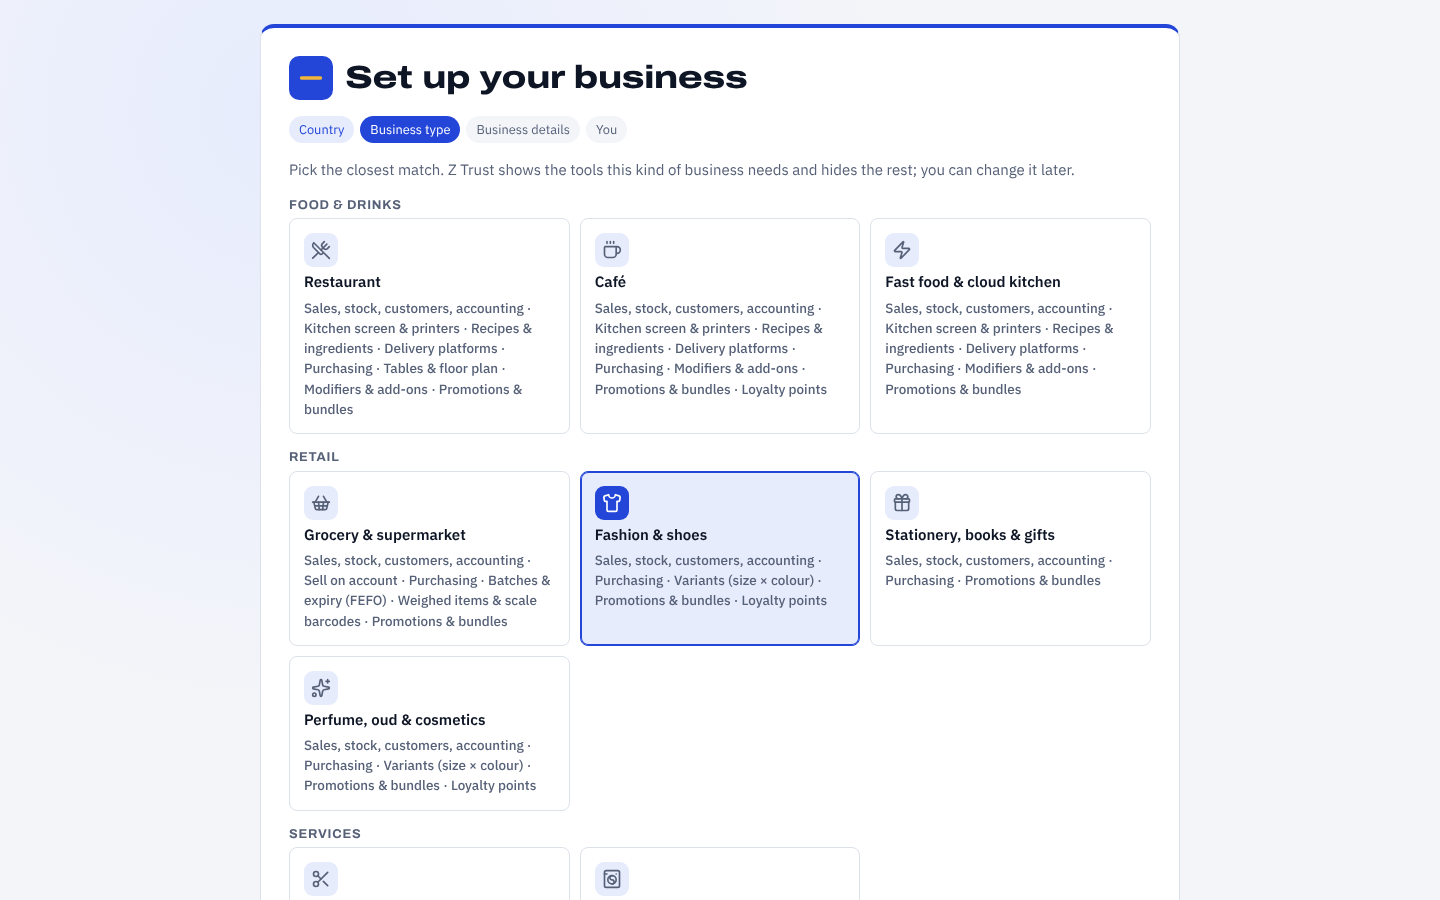 Set up your business
Country
Business type
Business details
You
Pick the closest match. Z Trust shows the tools this kind of business needs and hides the rest; you can change it later.
FOOD & DRINKS
Restaurant
Sales, stock, customers, accounting ·
Kitchen screen & printers · Recipes &
ingredients · Delivery platforms ·
Purchasing · Tables & floor plan ·
Modifiers & add-ons · Promotions &
bundles
Café
Sales, stock, customers, accounting ·
Kitchen screen & printers · Recipes &
ingredients · Delivery platforms ·
Purchasing · Modifiers & add-ons ·
Promotions & bundles · Loyalty points
Fast food & cloud kitchen
Sales, stock, customers, accounting ·
Kitchen screen & printers · Recipes &
ingredients · Delivery platforms ·
Purchasing · Modifiers & add-ons ·
Promotions & bundles
RETAIL
Grocery & supermarket
Sales, stock, customers, accounting ·
Sell on account · Purchasing · Batches &
expiry (FEFO) · Weighed items & scale
barcodes · Promotions & bundles
Fashion & shoes
Sales, stock, customers, accounting ·
Purchasing · Variants (size × colour) ·
Promotions & bundles · Loyalty points
Stationery, books & gifts
Sales, stock, customers, accounting ·
Purchasing · Promotions & bundles
Perfume, oud & cosmetics
Sales, stock, customers, accounting ·
Purchasing · Variants (size × colour) ·
Promotions & bundles · Loyalty points
SERVICES